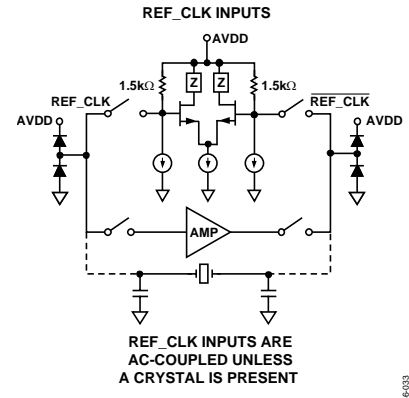 REF_CLK INPUTS
AVDD
1.5kΩ
Z
Z
1.5kΩ
REF_CLK
REF_CLK
AVDD
AVDD
AMP
REF_CLK INPUTS ARE
AC-COUPLED UNLESS
A CRYSTAL IS PRESENT
6-033